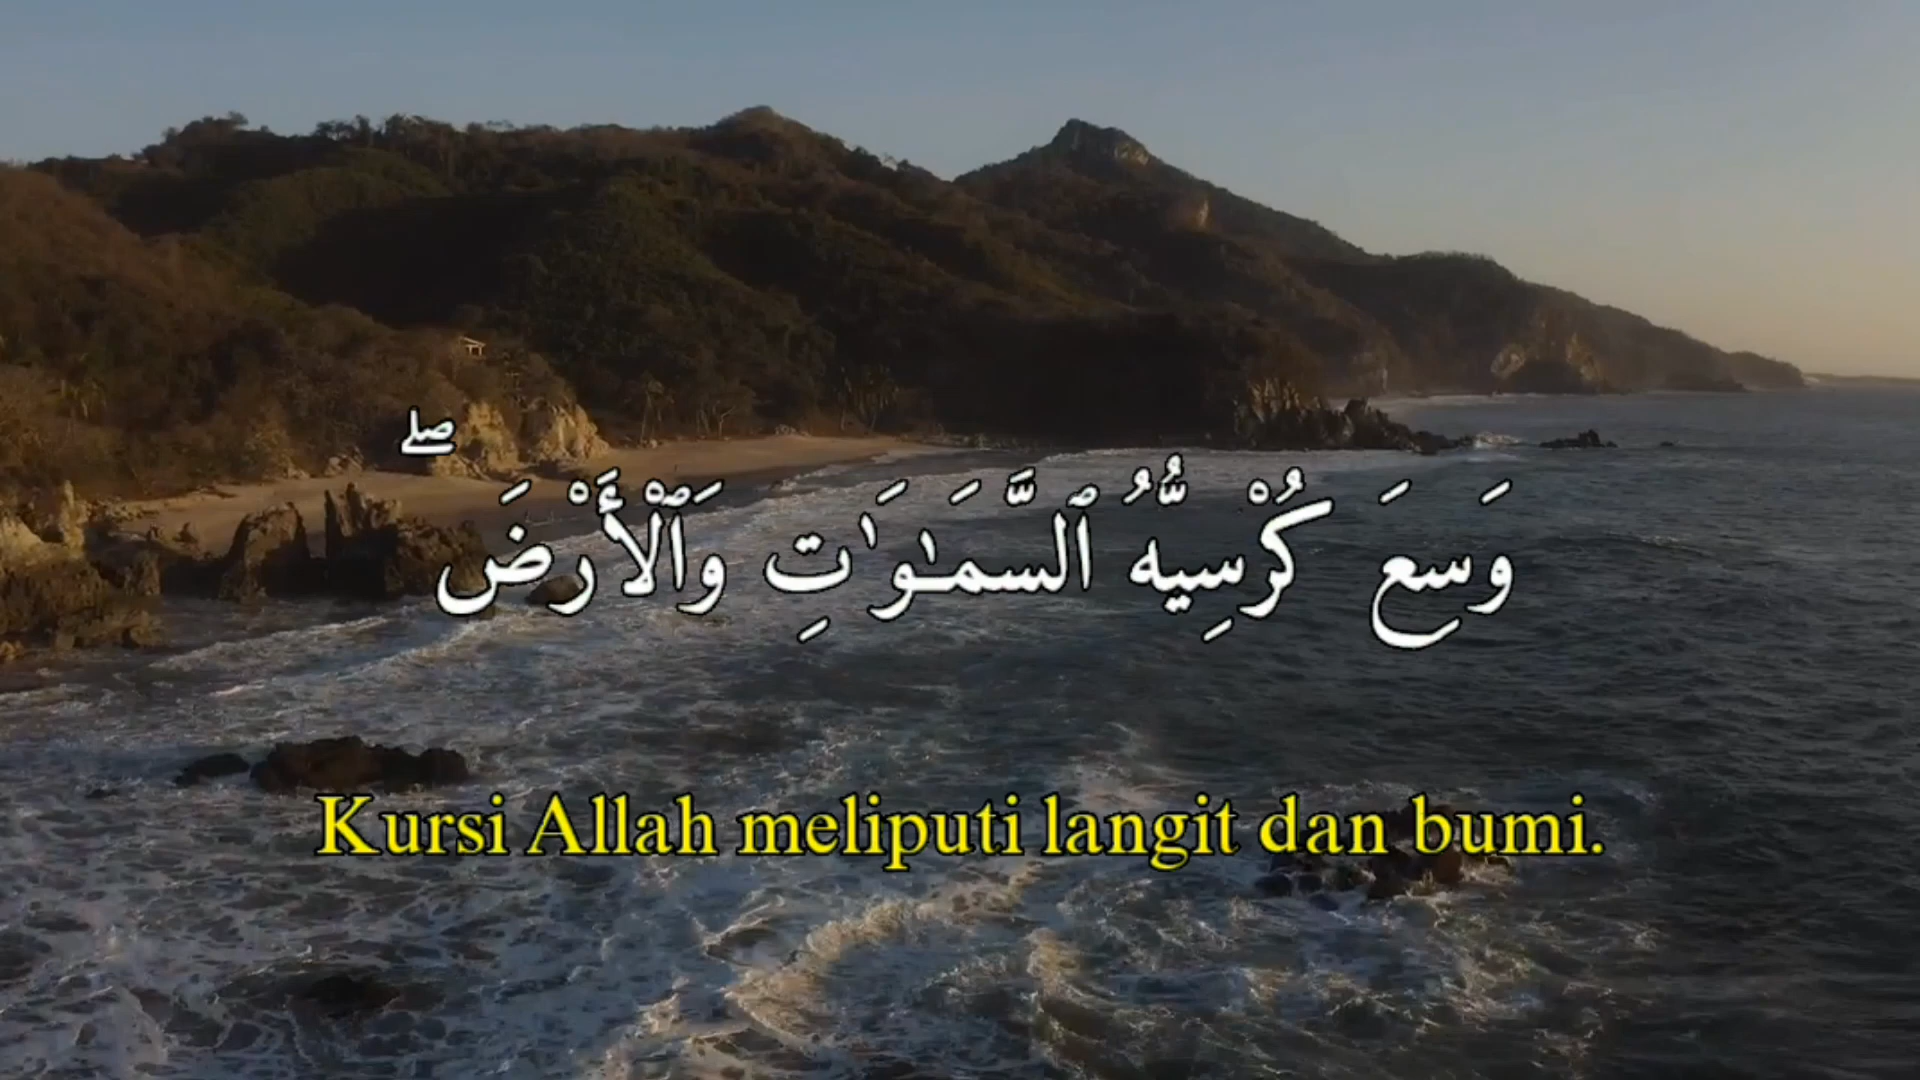 وَسِعَ كُرْسِيُّهُ ٱلسَّمَـٰوَٰتِ وَٱلْأَرْضَ ۖ
Kursi Allah meliputi langit dan bumi.